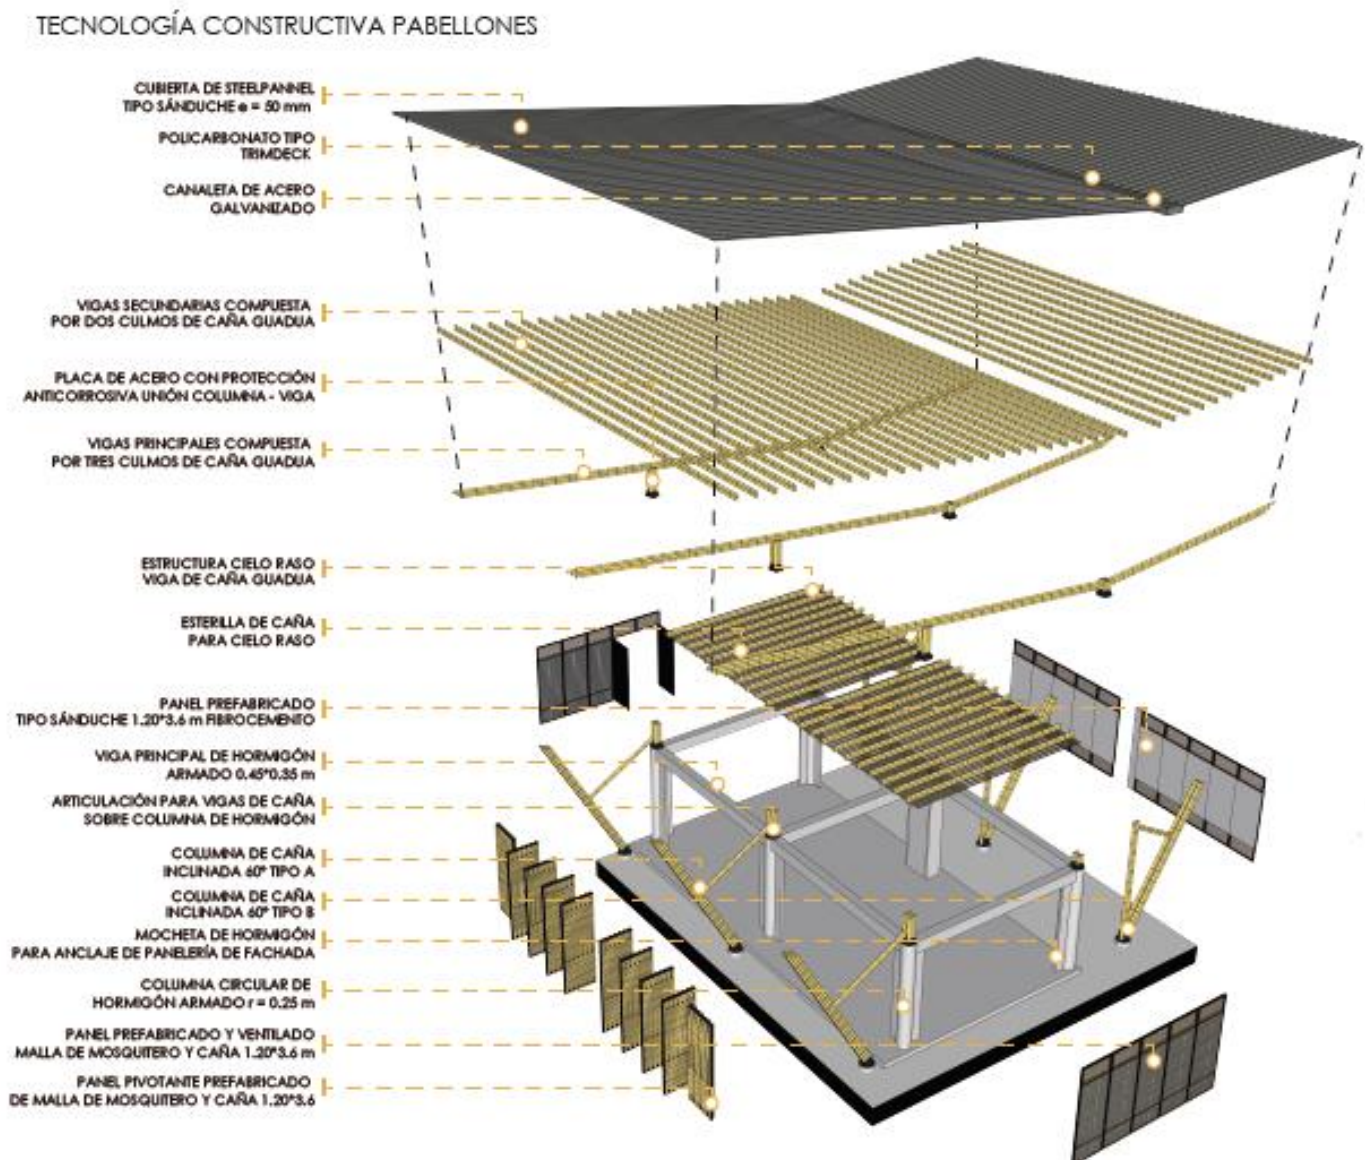 TECNOLOGÍA CONSTRUCTIVA PABELLONES
CUBIERTA DE STEELPANNEL
TIPO SÁNDUCHE e = 50 mm
POLICARBONATO TIPO
TRIMDECK
CANALETA DE ACERO
GALVANIZADO
VIGAS SECUNDARIAS COMPUESTA
POR DOS CULMOS DE CAÑA GUADUA
PLACA DE ACERO CON PROTECCIÓN
ANTICORROSIVA UNIÓN COLUMNA - VIGA
VIGAS PRINCIPALES COMPUESTA
POR TRES CULMOS DE CAÑA GUADUA
ESTRUCTURA CIELO RASO
VIGA DE CAÑA GUADUA
ESTERILLA DE CAÑA
PARA CIELO RASO
PANEL PREFABRICADO
TIPO SÁNDUCHE 1.20*3.6 m FIBROCEMENTO
VIGA PRINCIPAL DE HORMIGÓN
ARMADO 0.45*0.35 m
ARTICULACIÓN PARA VIGAS DE CAÑA
SOBRE COLUMNA DE HORMIGÓN
COLUMNA DE CAÑA
INCLINADA 60° TIPO A
COLUMNA DE CAÑA
INCLINADA 60° TIPO B
MOCHETA DE HORMIGÓN
PARA ANCLAJE DE PANELERÍA DE FACHADA
COLUMNA CIRCULAR DE
HORMIGÓN ARMADO r = 0.25 m
PANEL PREFABRICADO Y VENTILADO
MALLA DE MOSQUITERO Y CAÑA 1.20*3.6 m
PANEL PIVOTANTE PREFABRICADO
DE MALLA DE MOSQUITERO Y CAÑA 1.20*3.6